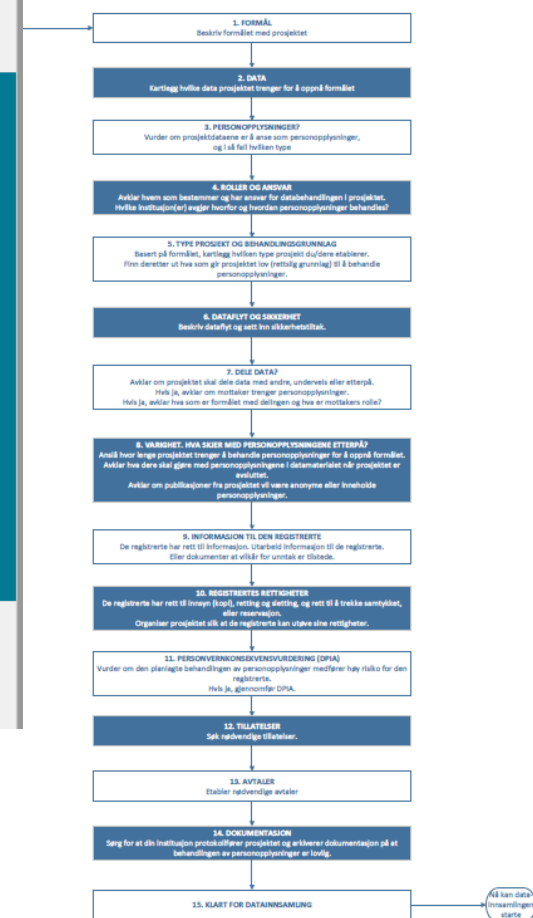 1. FORMÅL
Beskriv formålet med prosjektet
2. DATA
Kartlegg hvilke data prosjektet trenger for å oppnå formålet
3. PERSONOPPLYSNINGER?
Vurder om prosjektdataene er å anse som personopplysninger,
og i så fall hvilken type
4. ROLLER OG ANSVAR
Avklar hvem som bestemmer og har ansvar for databehandlingen i prosjektet.
Hvilke institusjon(er) avgjør hvorfor og hvordan personopplysninger behandles?
5. TYPE PROSJEKT OG BEHANDLINGSGRUNNLAG
Basert på formålet, kartlegg hvilken type prosjekt du/dere etablerer.
Finn deretter ut hva som gir prosjektet lov (rettslig grunnlag) til å behandle
personopplysninger.
6. DATAFLYT OG SIKKERHET
Beskriv dataflyt og sett inn sikkerhetstiltak.
7. DELE DATA?
Avklar om prosjektet skal dele data med andre, underveis eller etterpå.
Hvis ja, avklar om mottaker trenger personopplysninger.
Hvis ja, avklar hva som er formålet med delingen og hva er mottakers rolle?
8. VARIGHET. HVA SKJER MED PERSONOPPLYSNINGENE ETTERPÅ?
Anslå hvor lenge prosjektet trenger å behandle personopplysninger for å oppnå formålet.
Avklar hva dere skal gjøre med personopplysningene i datamaterialet når prosjektet er
avsluttet.
Avklar om publikasjoner fra prosjektet vil være anonyme eller inneholde
personopplysninger.
9. INFORMASJON TIL DEN REGISTRERTE
De registrerte har rett til informasjon. Utarbeid informasjon til de registrerte.
Eller dokumenter at vilkår for unntak er tilstede.
10. REGISTRERTES RETTIGHETER
De registrerte har rett til innsyn (kopi), retting og sletting, og rett til å trekke samtykket,
eller reservasjon.
Organiser prosjektet slik at de registrerte kan utøve sine rettigheter.
11. PERSONVERNKONSEKVENSVURDERING (DPIA)
Vurder om den planlagte behandlingen av personopplysninger medfører høy risiko for den
registrerte.
Hvis ja, gjennomfør DPIA.
12. TILLATELSER
Søk nødvendige tillatelser.
13. AVTALER
Etabler nødvendige avtaler
14. DOKUMENTASJON
Sørg for at din institusjon protokollfører prosjektet og arkiverer dokumentasjon på at
behandlingen av personopplysninger er lovlig.
15. KLART FOR DATAINNSAMLING
Nå kan data-
innsamlingen
starte